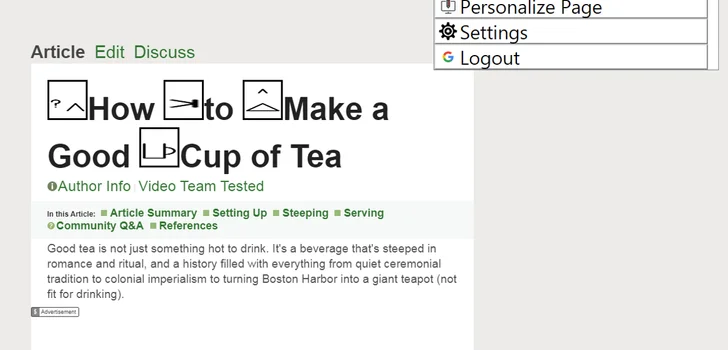 Personalize Page
Settings
Logout
Article Edit Discuss
How to Make a
Good Cup of Tea
Author Info Video Team Tested
In this Article: Article Summary Setting Up Steeping Serving
Community Q&A References
Good tea is not just something hot to drink. It's a beverage that's steeped in
romance and ritual, and a history filled with everything from quiet ceremonial
tradition to colonial imperialism to turning Boston Harbor into a giant teapot (not
fit for drinking).
Advertisement